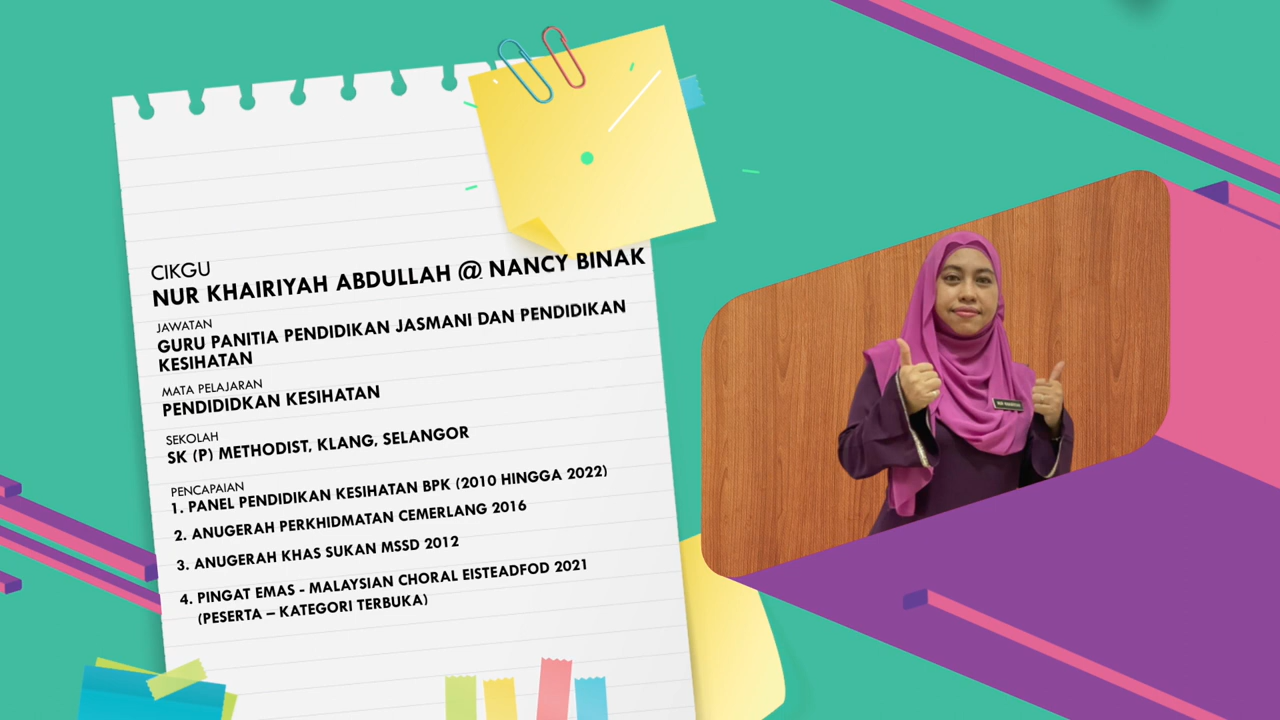 CIKGU
NUR KHAIRIYAH ABDULLAH @ NANCY BINAK
JAWATAN
GURU PANITIA PENDIDIKAN JASMANI DAN PENDIDIKAN
KESIHATAN
MATA PELAJARAN
PENDIDIDKAN KESIHATAN
SEKOLAH
SK (P) METHODIST, KLANG, SELANGOR
PENCAPAIAN
1. PANEL PENDIDIKAN KESIHATAN BPK (2010 HINGGA 2022)
2. ANUGERAH PERKHIDMATAN CEMERLANG 2016
3. ANUGERAH KHAS SUKAN MSSD 2012
4. PINGAT EMAS - MALAYSIAN CHORAL EISTEADFOD 2021
(PESERTA – KATEGORI TERBUKA)